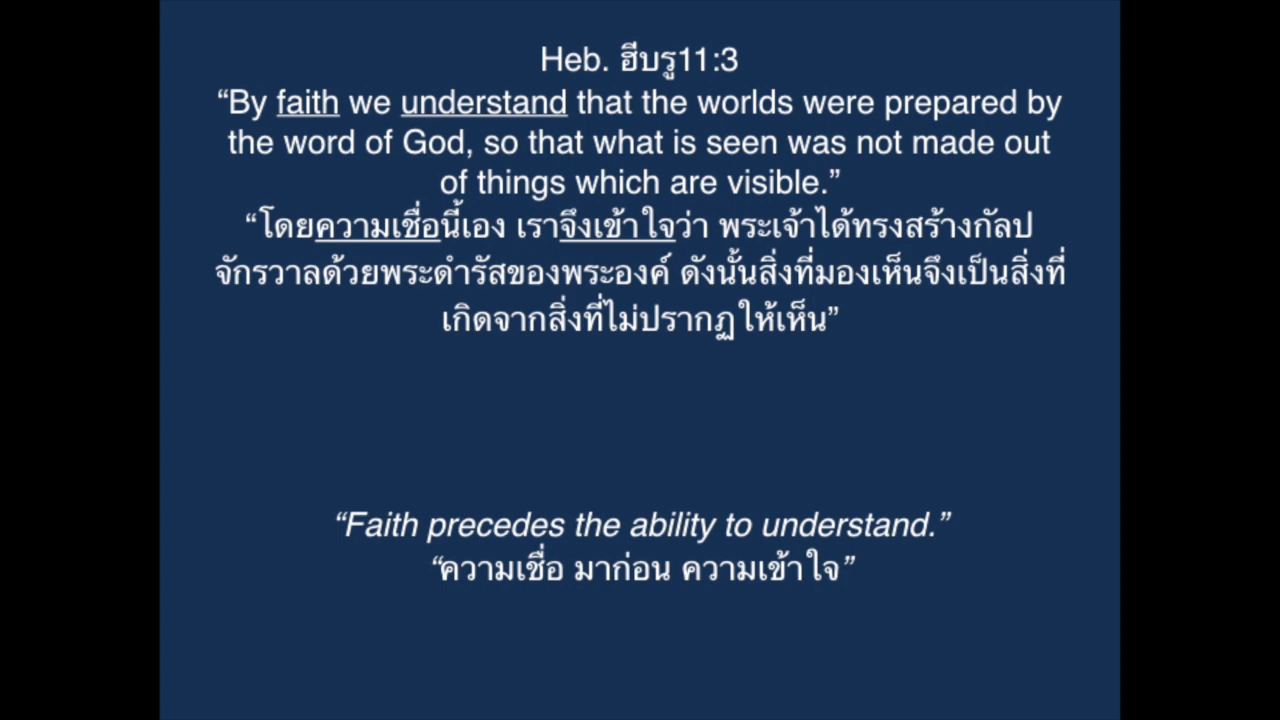 Heb. ฮีบรู11:3
“By faith we understand that the worlds were prepared by
the word of God, so that what is seen was not made out
of things which are visible.”
“โดยความเชื่อนี้เอง เราจึงเข้าใจว่า พระเจ้าได้ทรงสร้างกัลป
จักรวาลด้วยพระดำรัสของพระองค์ ดังนั้นสิ่งที่มองเห็นจึงเป็นสิ่งที่
เกิดจากสิ่งที่ไม่ปรากฏให้เห็น”
“Faith precedes the ability to understand.”
“ความเชื่อ มาก่อน ความเข้าใจ”